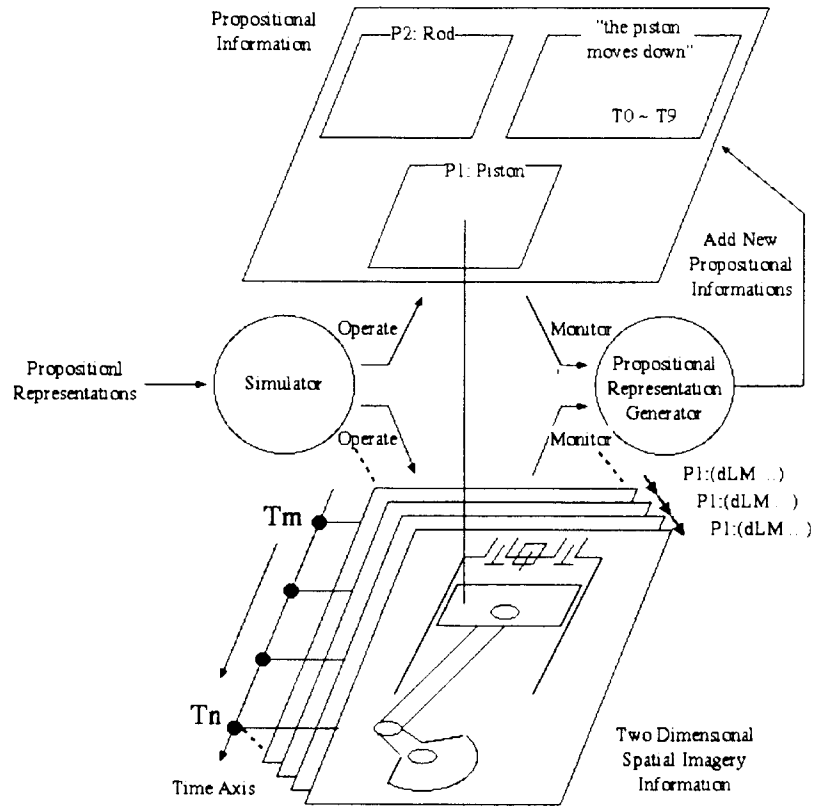 Propositional
Information
P2: Rod
"the piston
moves down"
T0 ~ T9
P1: Piston
Add New
Propositional
Informations
Operate
Monitor
Propositionl
Representations
Simulator
Propositional
Representation
Generator
Operate
Monitor
P1:(dLM ...)
P1:(dLM ...)
P1:(dLM ...)
Tm
Tn
Time Axis
Two Dimensional
Spatial Imagery
Information